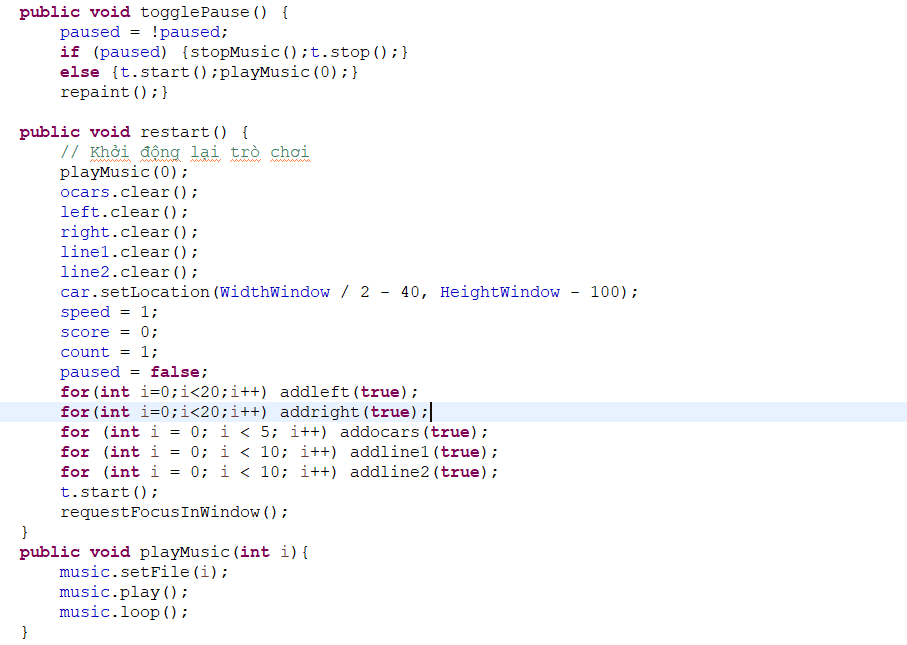 public void togglePause() {
paused = !paused;
if (paused) {stopMusic();t.stop();}
else {t.start();playMusic(0);}
repaint();}
public void restart() {
// Khởi động lại trò chơi
playMusic(0);
ocars.clear();
left.clear();
right.clear();
line1.clear();
line2.clear();
car.setLocation(WidthWindow / 2 - 40, HeightWindow - 100);
speed = 1;
score = 0;
count = 1;
paused = false;
for(int i=0;i<20;i++) addleft(true);
for(int i=0;i<20;i++) addright(true);
for (int i = 0; i < 5; i++) addocars(true);
for (int i = 0; i < 10; i++) addline1(true);
for (int i = 0; i < 10; i++) addline2(true);
t.start();
requestFocusInWindow();
}
public void playMusic(int i){
music.setFile(i);
music.play();
music.loop();
}